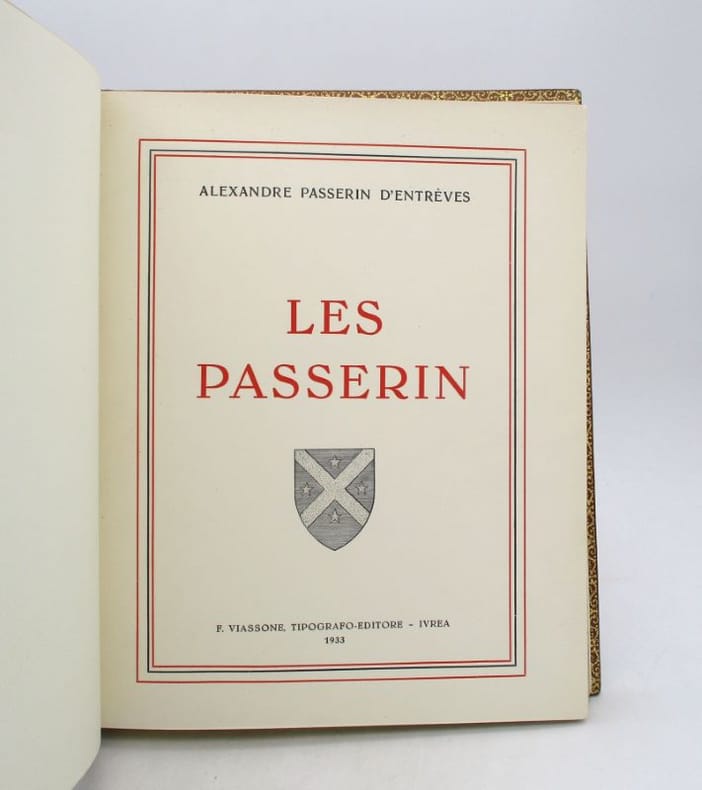 ALEXANDRE PASSERIN D'ENTRÈVES
LES
PASSERIN
F. VIASSONE, TIPOGRAFO-EDITORE - IVREA
1933